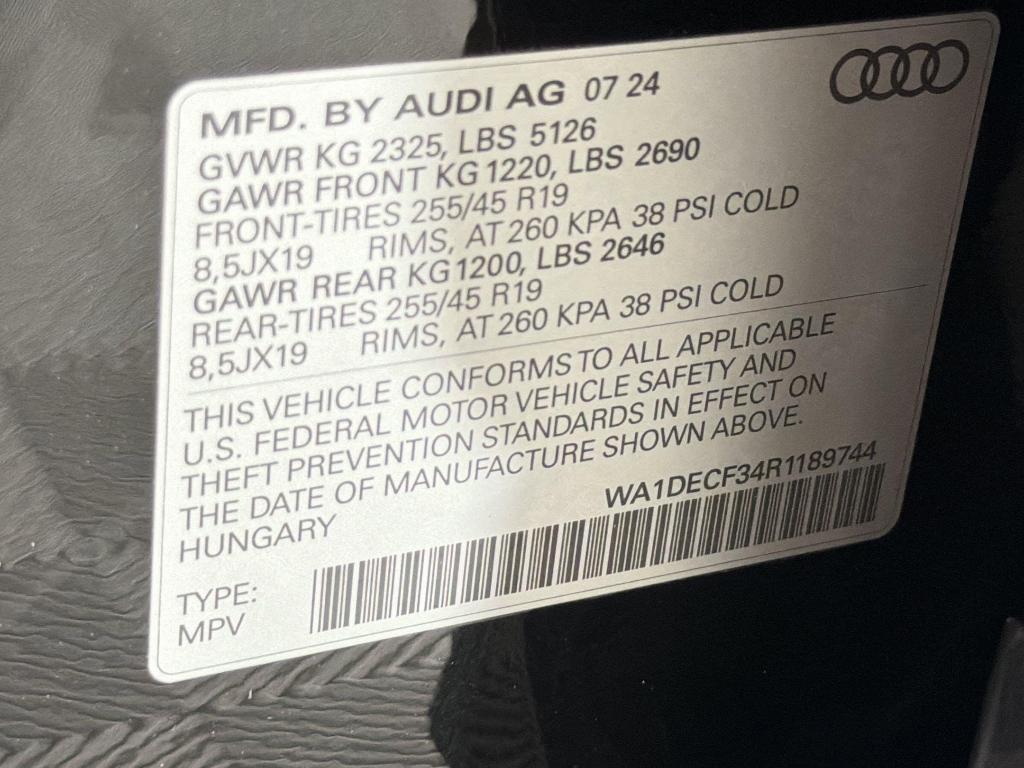 MFD. BY AUDI AG 07 24
GVWR KG 2325, LBS 5126
GAWR FRONT KG 1220, LBS 2690
FRONT-TIRES 255/45 R19
8,5JX19 RIMS, AT 260 KPA 38 PSI COLD
GAWR REAR KG 1200, LBS 2646
REAR-TIRES 255/45 R19
8,5JX19 RIMS, AT 260 KPA 38 PSI COLD
THIS VEHICLE CONFORMS TO ALL APPLICABLE
U.S. FEDERAL MOTOR VEHICLE SAFETY AND
THEFT PREVENTION STANDARDS IN EFFECT ON
THE DATE OF MANUFACTURE SHOWN ABOVE.
HUNGARY
WA1DECF34R1189744
TYPE:
MPV